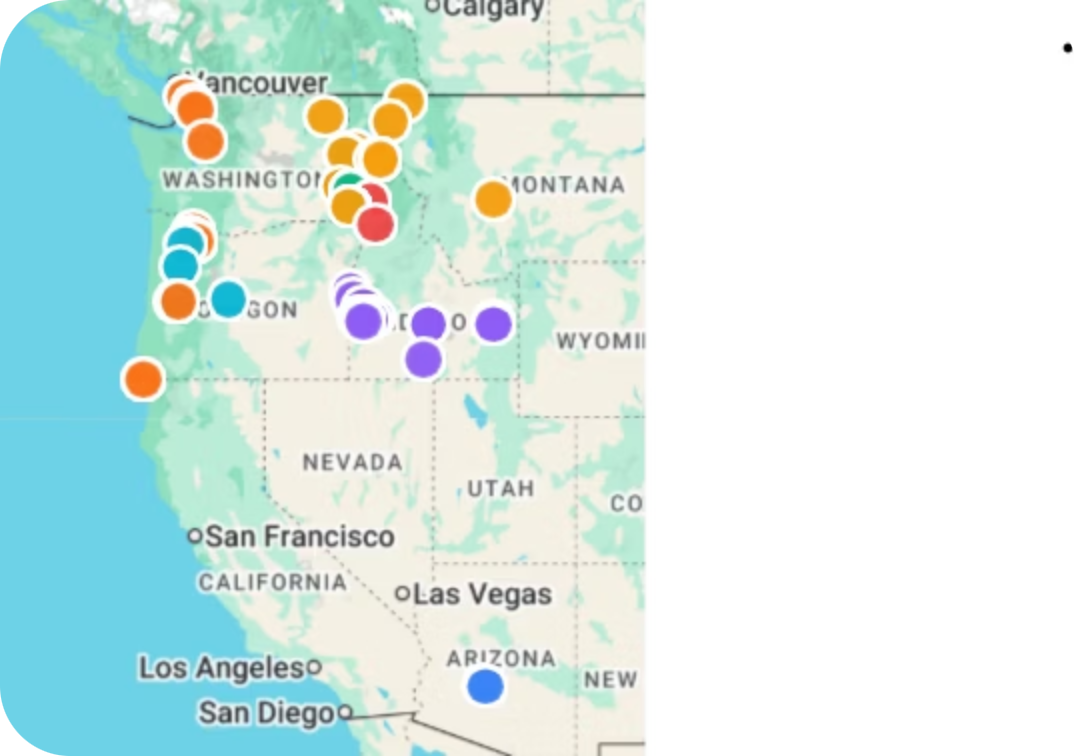 Calgary
Vancouver
WASHINGTON
MONTANA
WYOMI
NEVADA
UTAH
CO
San Francisco
CALIFORNIA
Las Vegas
ARIZONA
Los Angeles
NEW
San Diego